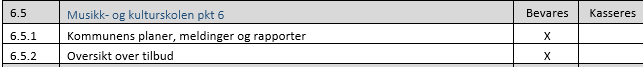 6.5 Musikk- og kulturskolen pkt 6 Bevares Kasseres
6.5.1 Kommunens planer, meldinger og rapporter X
6.5.2 Oversikt over tilbud X